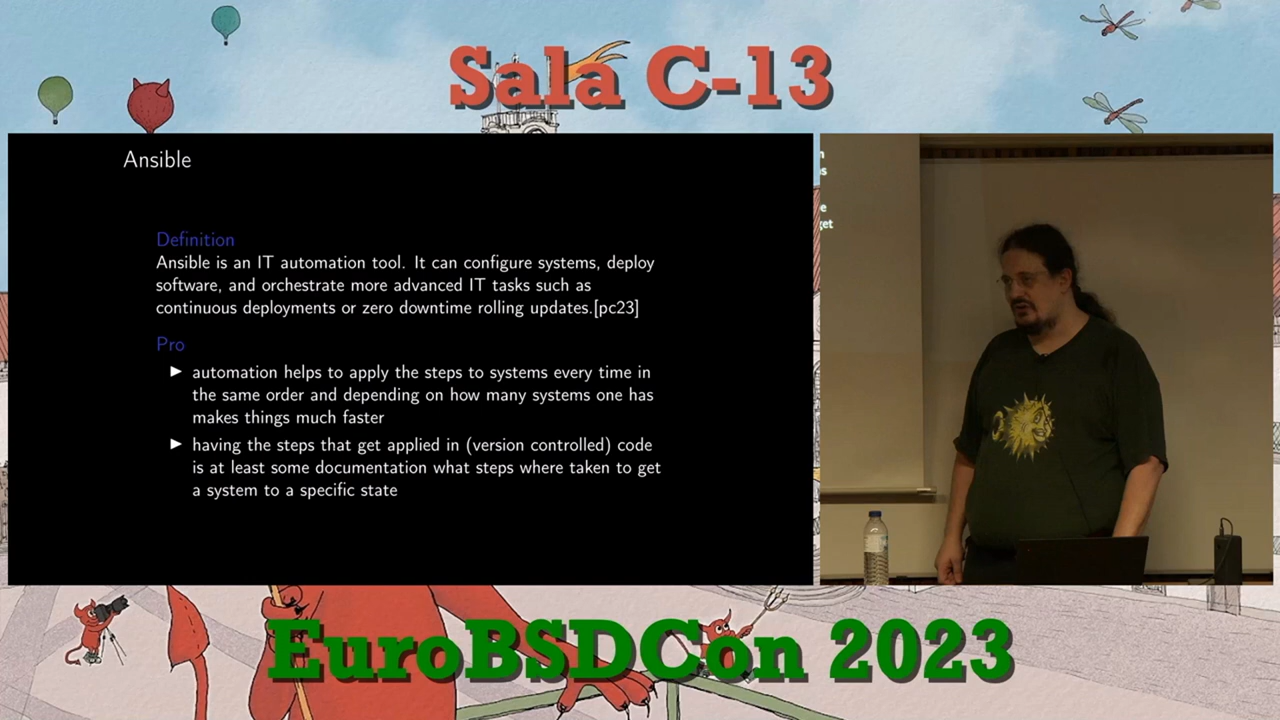 Sala C-13
Ansible
Definition
Ansible is an IT automation tool. It can configure systems, deploy
software, and orchestrate more advanced IT tasks such as
continuous deployments or zero downtime rolling updates.[pc23]
Pro
automation helps to apply the steps to systems every time in
the same order and depending on how many systems one has
makes things much faster
having the steps that get applied in (version controlled) code
is at least some documentation what steps where taken to get
a system to a specific state
EuroBSDCon 2023